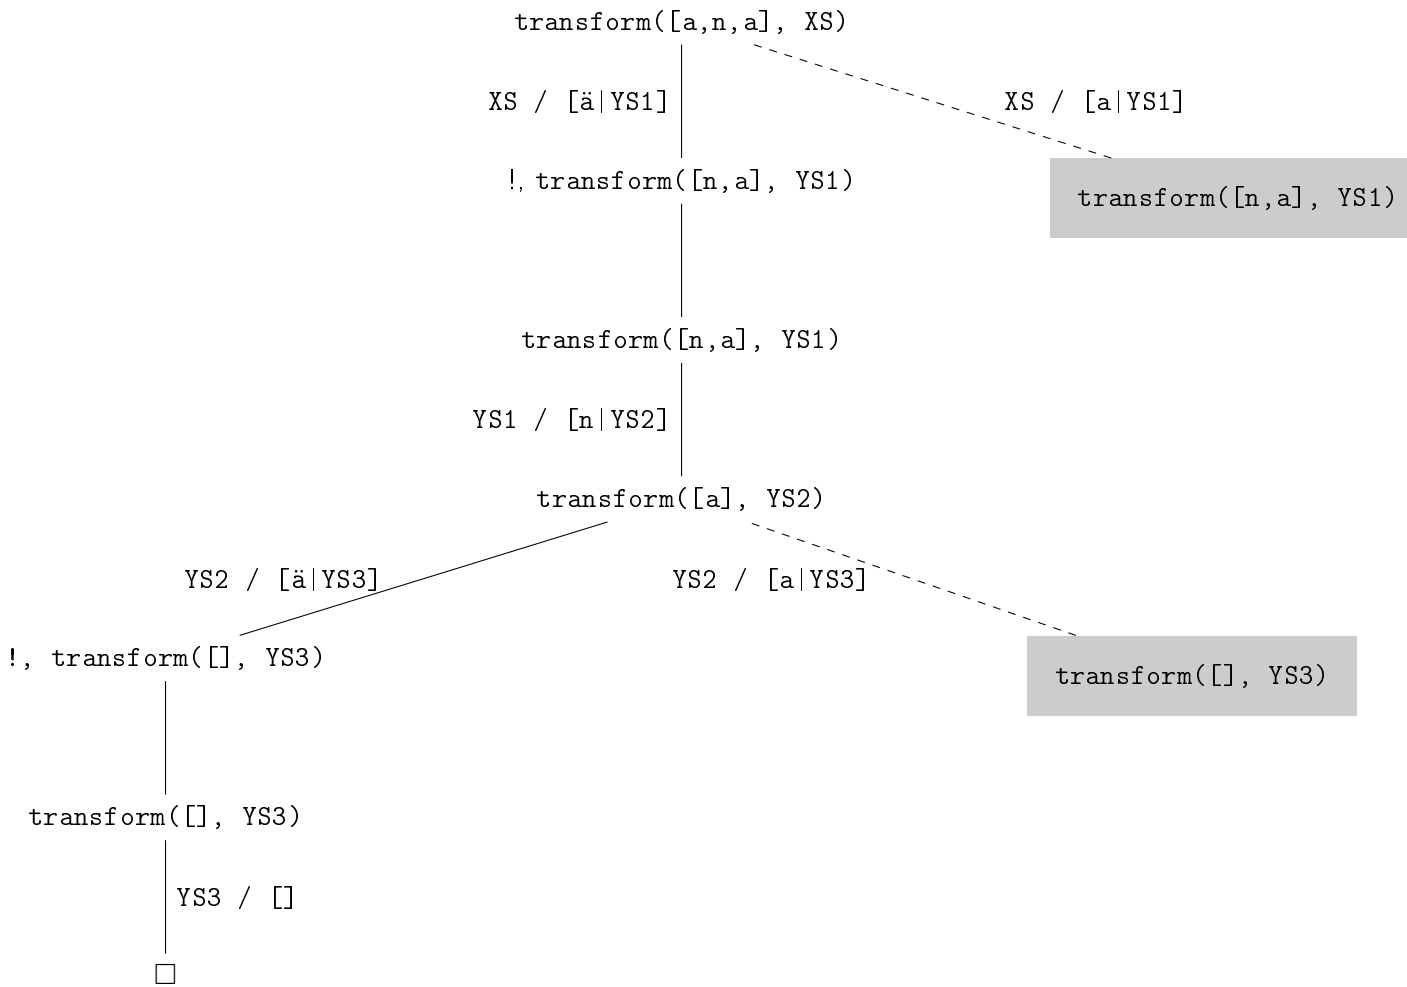 transform([a,n,a], XS)
XS / [ä|YS1]
XS / [a|YS1]
!, transform([n,a], YS1)
transform([n,a], YS1)
transform([n,a], YS1)
YS1 / [n|YS2]
transform([a], YS2)
YS2 / [ä|YS3]
YS2 / [a|YS3]
!, transform([], YS3)
transform([], YS3)
transform([], YS3)
YS3 / []
□